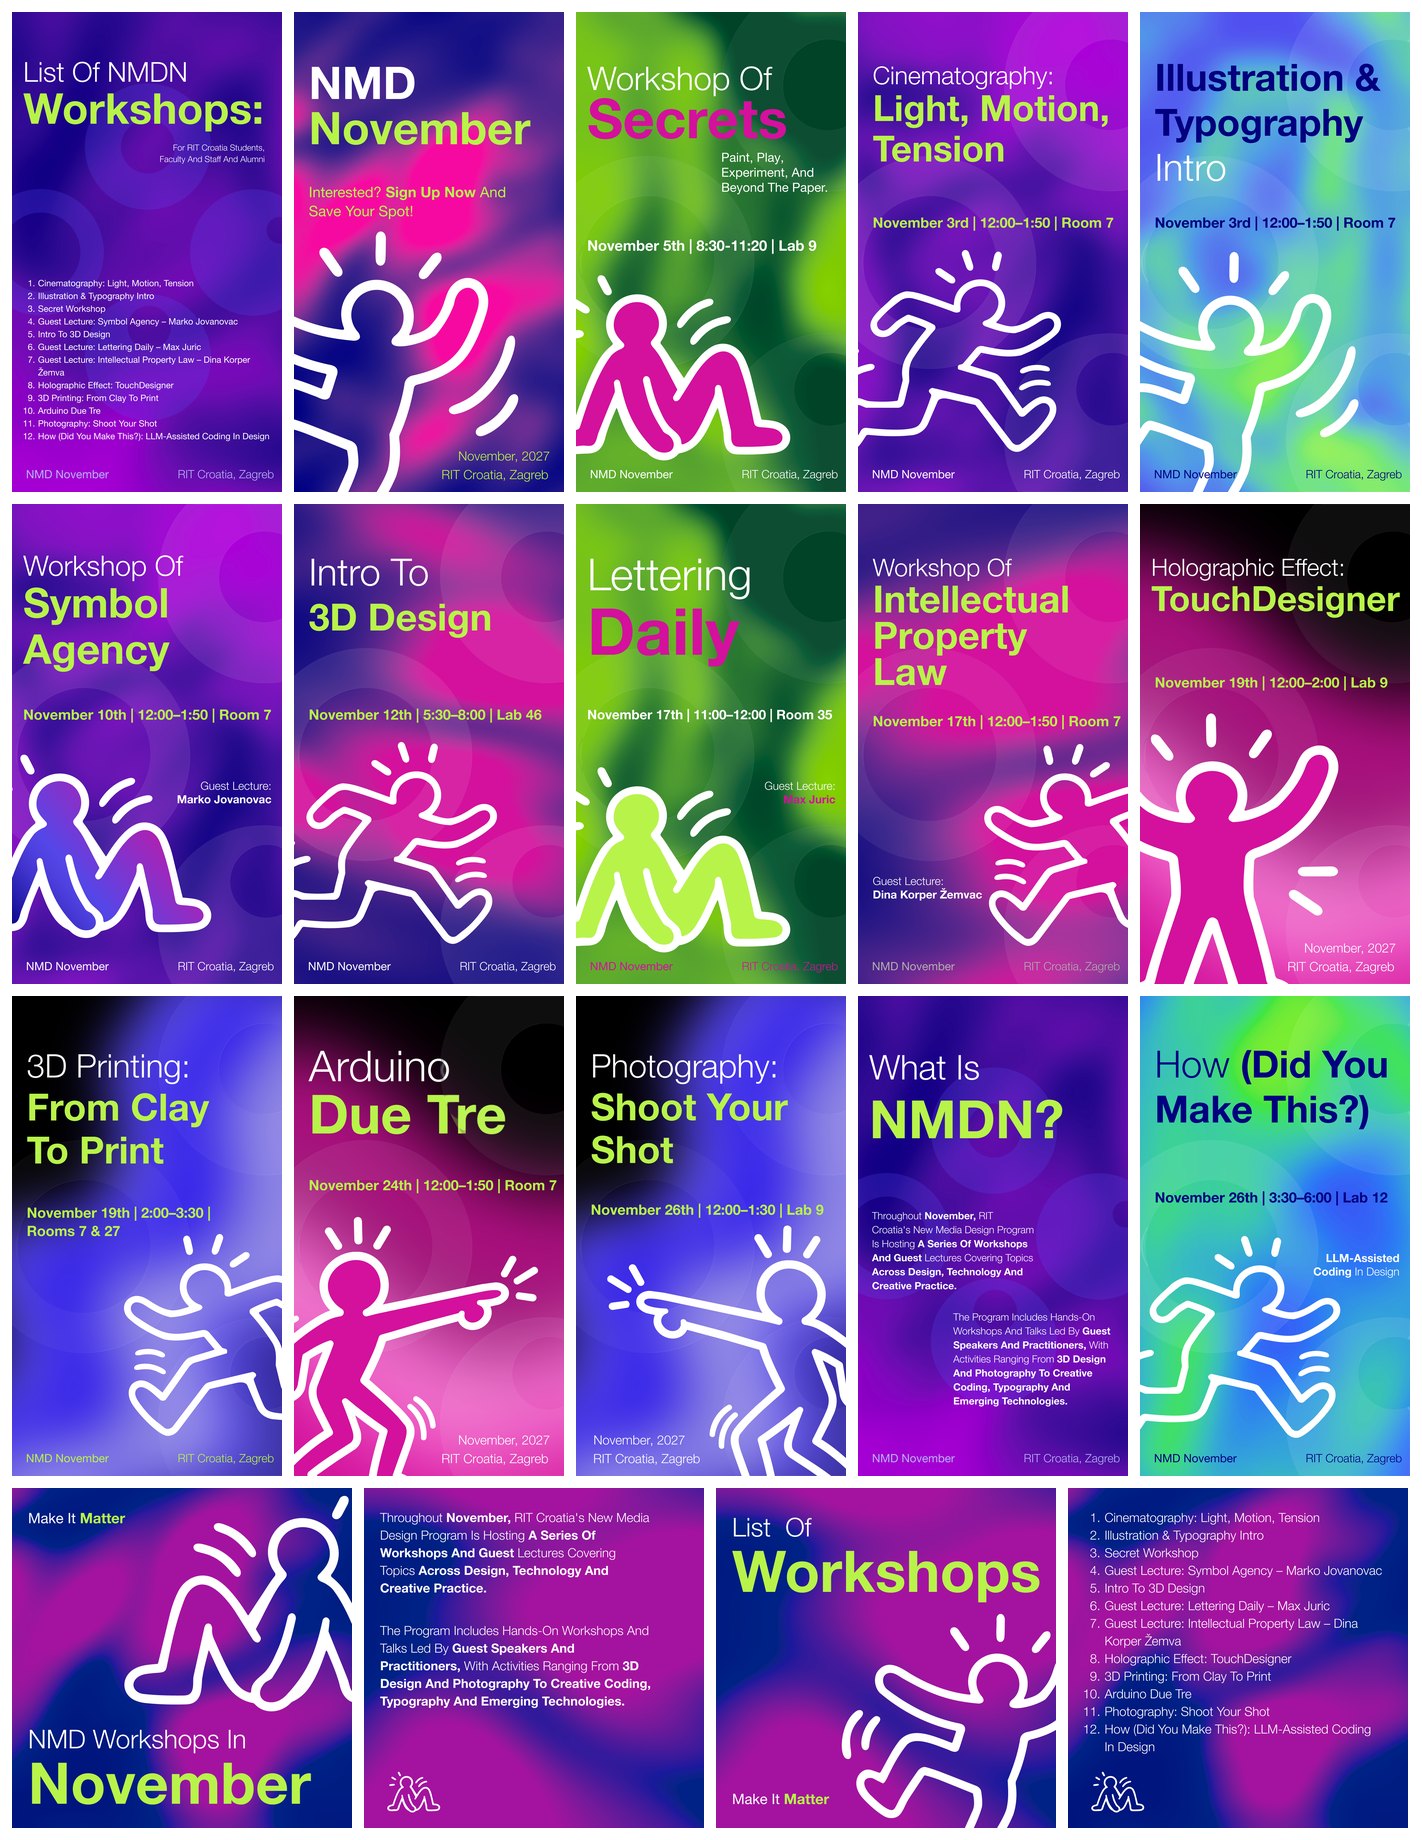 List Of NMDN
Workshops:
For RIT Croatia Students,
Faculty And Staff And Alumni
1. Cinematography: Light, Motion, Tension
2. Illustration & Typography Intro
3. Secret Workshop
4. Guest Lecture: Symbol Agency – Marko Jovanovac
5. Intro To 3D Design
6. Guest Lecture: Lettering Daily – Max Juric
7. Guest Lecture: Intellectual Property Law – Dina Korper
Žemva
8. Holographic Effect: TouchDesigner
9. 3D Printing: From Clay To Print
10. Arduino Due Tre
11. Photography: Shoot Your Shot
12. How (Did You Make This?): LLM-Assisted Coding In Design
NMD November
RIT Croatia, Zagreb
NMD
November
Interested? Sign Up Now And
Save Your Spot!
November, 2027
RIT Croatia, Zagreb
Workshop Of
Secrets
Paint, Play,
Experiment, And
Beyond The Paper.
November 5th | 8:30-11:20 | Lab 9
NMD November
RIT Croatia, Zagreb
Cinematography:
Light, Motion,
Tension
November 3rd | 12:00–1:50 | Room 7
NMD November
RIT Croatia, Zagreb
Illustration &
Typography
Intro
November 3rd | 12:00–1:50 | Room 7
NMD November
RIT Croatia, Zagreb
Workshop Of
Symbol
Agency
November 10th | 12:00–1:50 | Room 7
Guest Lecture:
Marko Jovanovac
NMD November
RIT Croatia, Zagreb
Intro To
3D Design
November 12th | 5:30–8:00 | Lab 46
NMD November
RIT Croatia, Zagreb
Lettering
Daily
November 17th | 11:00–12:00 | Room 35
Guest Lecture:
Max Juric
NMD November
RIT Croatia, Zagreb
Workshop Of
Intellectual
Property
Law
November 17th | 12:00–1:50 | Room 7
Guest Lecture:
Dina Korper Žemvac
NMD November
RIT Croatia, Zagreb
Holographic Effect:
TouchDesigner
November 19th | 12:00–2:00 | Lab 9
November, 2027
RIT Croatia, Zagreb
3D Printing:
From Clay
To Print
November 19th | 2:00–3:30 |
Rooms 7 & 27
NMD November
RIT Croatia, Zagreb
Arduino
Due Tre
November 24th | 12:00–1:50 | Room 7
November, 2027
RIT Croatia, Zagreb
Photography:
Shoot Your
Shot
November 26th | 12:00–1:30 | Lab 9
November, 2027
RIT Croatia, Zagreb
What Is
NMDN?
Throughout November, RIT
Croatia's New Media Design Program
Is Hosting A Series Of Workshops
And Guest Lectures Covering Topics
Across Design, Technology And
Creative Practice.
The Program Includes Hands-On
Workshops And Talks Led By Guest
Speakers And Practitioners, With
Activities Ranging From 3D Design
And Photography To Creative
Coding, Typography And
Emerging Technologies.
NMD November
RIT Croatia, Zagreb
How (Did You
Make This?)
November 26th | 3:30–6:00 | Lab 12
LLM-Assisted
Coding In Design
NMD November
RIT Croatia, Zagreb
Make It Matter
NMD Workshops In
November
Throughout November, RIT Croatia's New Media
Design Program Is Hosting A Series Of
Workshops And Guest Lectures Covering
Topics Across Design, Technology And
Creative Practice.
The Program Includes Hands-On Workshops And
Talks Led By Guest Speakers And
Practitioners, With Activities Ranging From 3D
Design And Photography To Creative Coding,
Typography And Emerging Technologies.
List Of
Workshops
Make It Matter
1. Cinematography: Light, Motion, Tension
2. Illustration & Typography Intro
3. Secret Workshop
4. Guest Lecture: Symbol Agency – Marko Jovanovac
5. Intro To 3D Design
6. Guest Lecture: Lettering Daily – Max Juric
7. Guest Lecture: Intellectual Property Law – Dina
Korper Žemva
8. Holographic Effect: TouchDesigner
9. 3D Printing: From Clay To Print
10. Arduino Due Tre
11. Photography: Shoot Your Shot
12. How (Did You Make This?): LLM-Assisted Coding
In Design